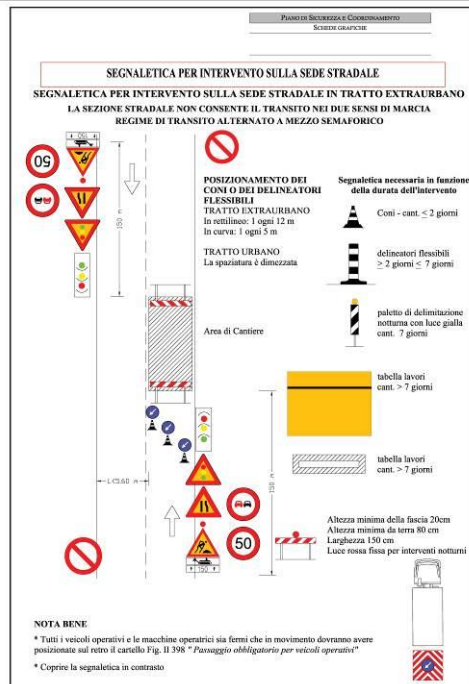 PIANO DI SICUREZZA E COORDINAMENTO
SCHEDE GRAFICHE
SEGNALETICA PER INTERVENTO SULLA SEDE STRADALE
SEGNALETICA PER INTERVENTO SULLA SEDE STRADALE IN TRATTO EXTRAURBANO
LA SEZIONE STRADALE NON CONSENTE IL TRANSITO NEI DUE SENSI DI MARCIA
REGIME DI TRANSITO ALTERNATO A MEZZO SEMAFORICO
150
50
150 m
POSIZIONAMENTO DEI
CONI O DEI DELINEATORI
FLESSIBILI
TRATTO EXTRAURBANO
In rettilineo: 1 ogni 12 m
In curva: 1 ogni 5 m
TRATTO URBANO
La spaziatura è dimezzata
Segnaletica necessaria in funzione
della durata dell'intervento
Coni - cant. ≤ 2 giorni
delineatori flessibili
> 2 giorni ≤ 7 giorni
paletto di delimitazione
notturna con luce gialla
cant. 7 giorni
Area di Cantiere
tabella lavori
cant. > 7 giorni
tabella lavori
cant. > 7 giorni
L<5.60 m
150 m
50
150
Altezza minima della fascia 20cm
Altezza minima da terra 80 cm
Larghezza 150 cm
Luce rossa fissa per interventi notturni
NOTA BENE
* Tutti i veicoli operativi e le macchine operatrici sia fermi che in movimento dovranno avere
posizionate sul retro il cartello Fig. II 398 " Passaggio obbligatorio per veicoli operativi"
* Coprire la segnaletica in contrasto